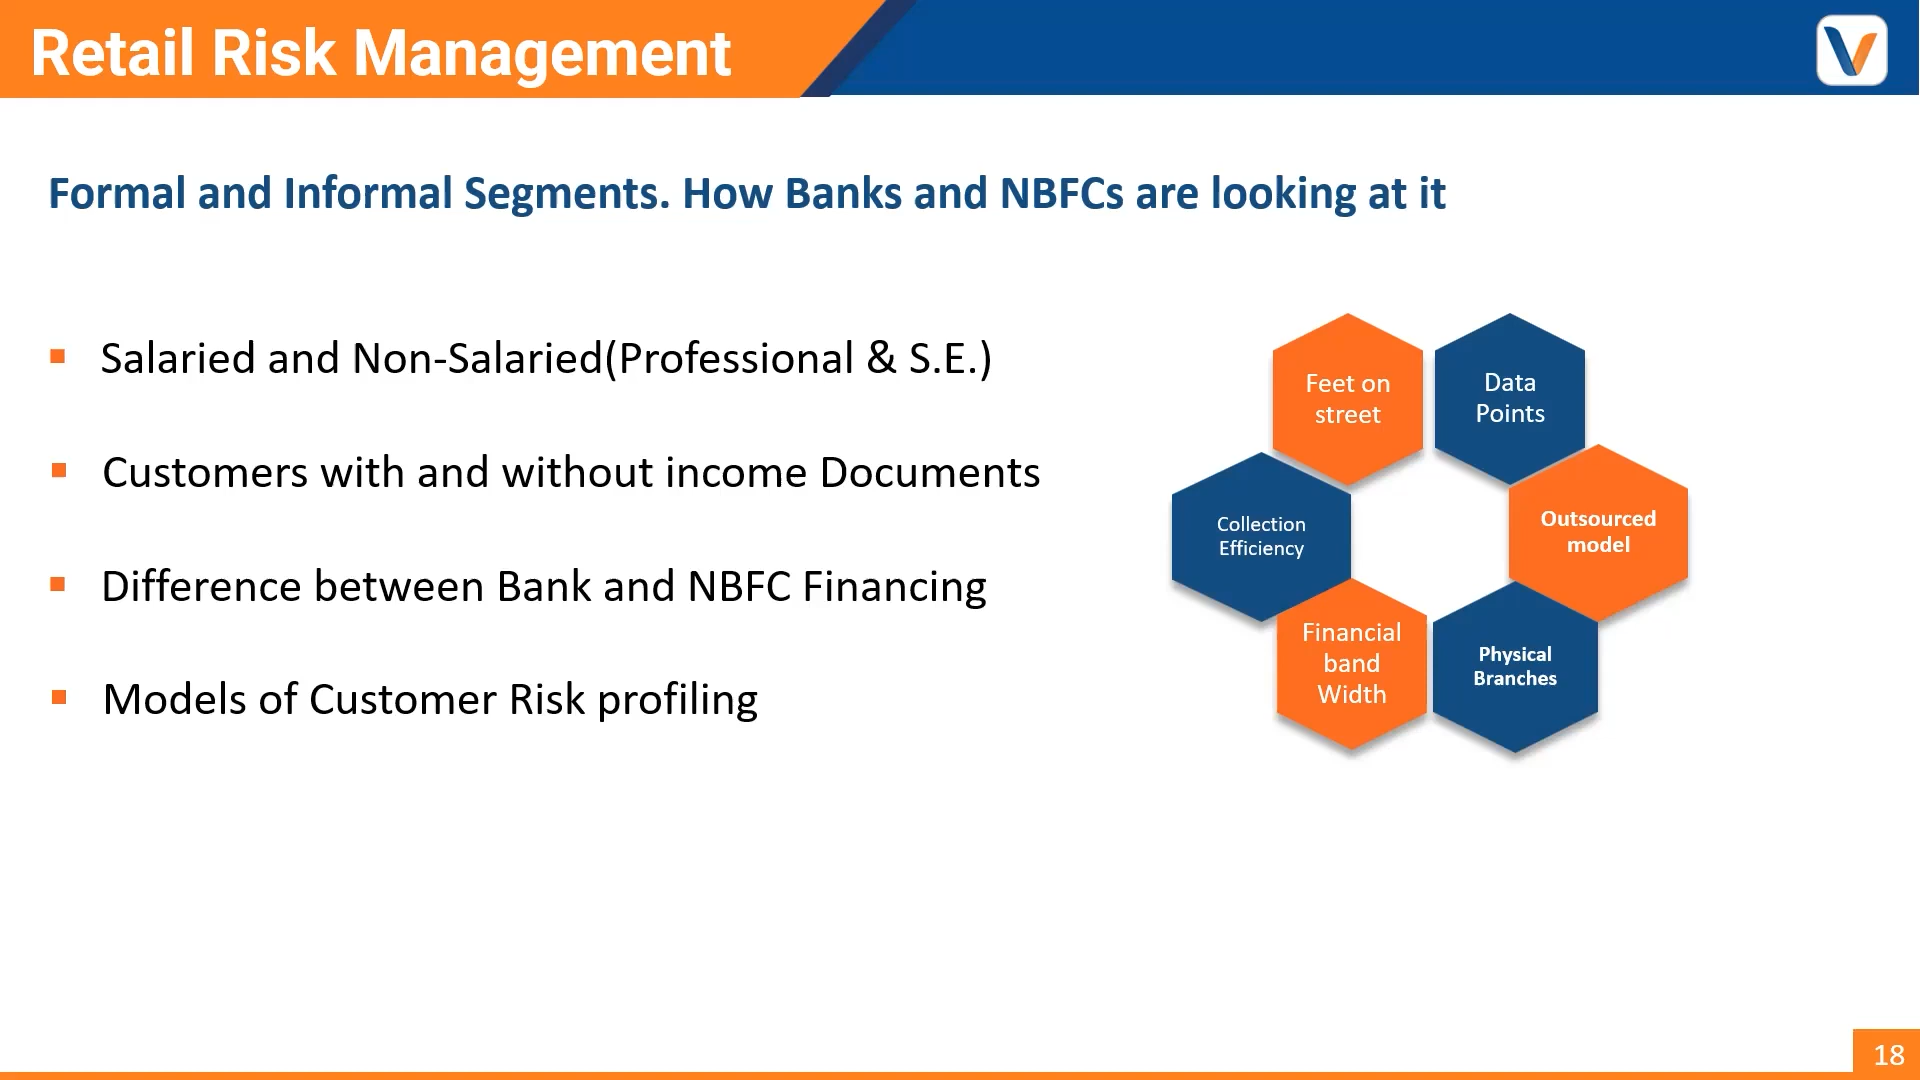 Retail Risk Management
Formal and Informal Segments. How Banks and NBFCs are looking at it
Salaried and Non-Salaried(Professional & S.E.)
Customers with and without income Documents
Difference between Bank and NBFC Financing
Models of Customer Risk profiling
Feet on
street
Data
Points
Collection
Efficiency
Outsourced
model
Financial
band
Width
Physical
Branches
18